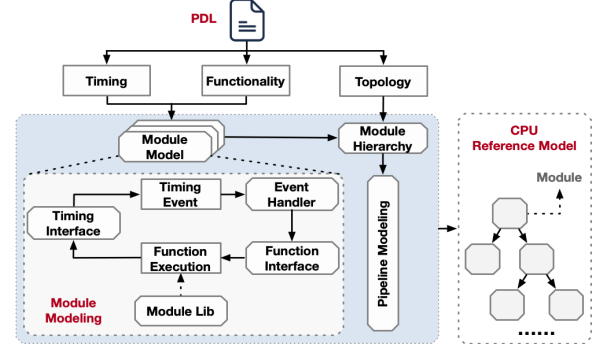 PDL
Timing
Functionality
Topology
Module
Model
Module
Hierarchy
CPU
Reference Model
Module
Timing
Event
Event
Handler
Timing
Interface
Function
Execution
Function
Interface
Module
Modeling
Module Lib
Pipeline Modeling
......